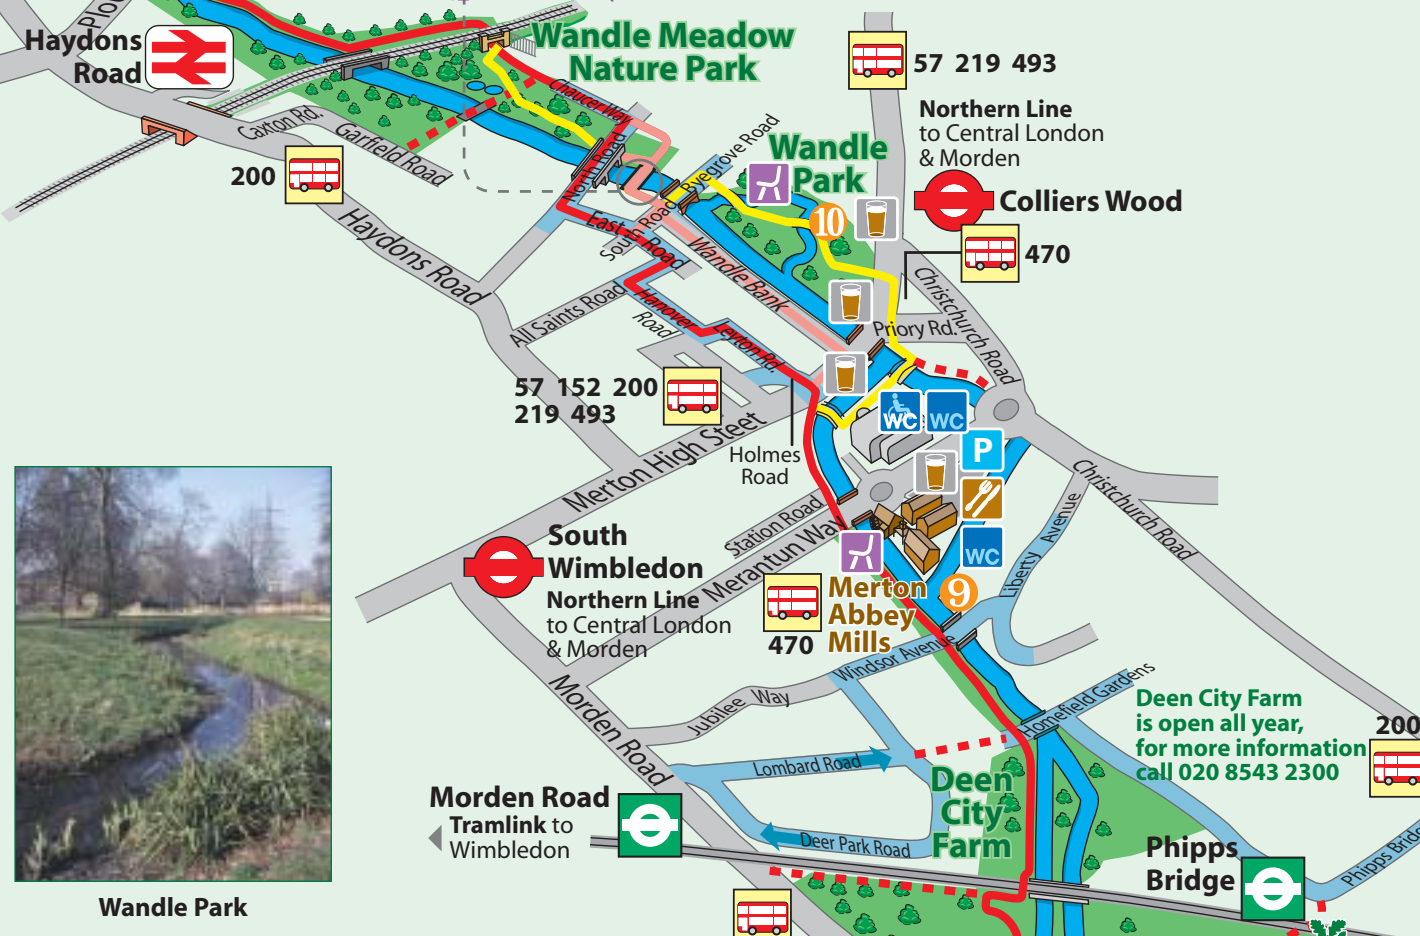 Haydons
Road
Wandle Meadow
Nature Park
57 219 493
Northern Line
to Central London
& Morden
Colliers Wood
470
Caxton Rd.
Garfield Road
Chaucer Way
North Road
Byegrove Road
Wandle
Park
10
200
Haydons Road
East Road
South Road
Wandle Bank
Christchurch Road
Priory Rd.
All Saints Road
Hanover
Road
Leyton Rd.
57 152 200
219 493
Merton High Street
Holmes
Road
WC
WC
P
Station Road
Merantun Way
WC
Christchurch Road
Liberty Avenue
South
Wimbledon
Northern Line
to Central London
& Morden
470
Merton
Abbey
Mills
9
Windsor Avenue
Jubilee Way
Morden Road
Homefield Gardens
Deen City Farm
is open all year,
for more information
call 020 8543 2300
200
Lombard Road
Deer Park Road
Deen
City
Farm
Morden Road
Tramlink to
Wimbledon
Phipps
Bridge
Wandle Park